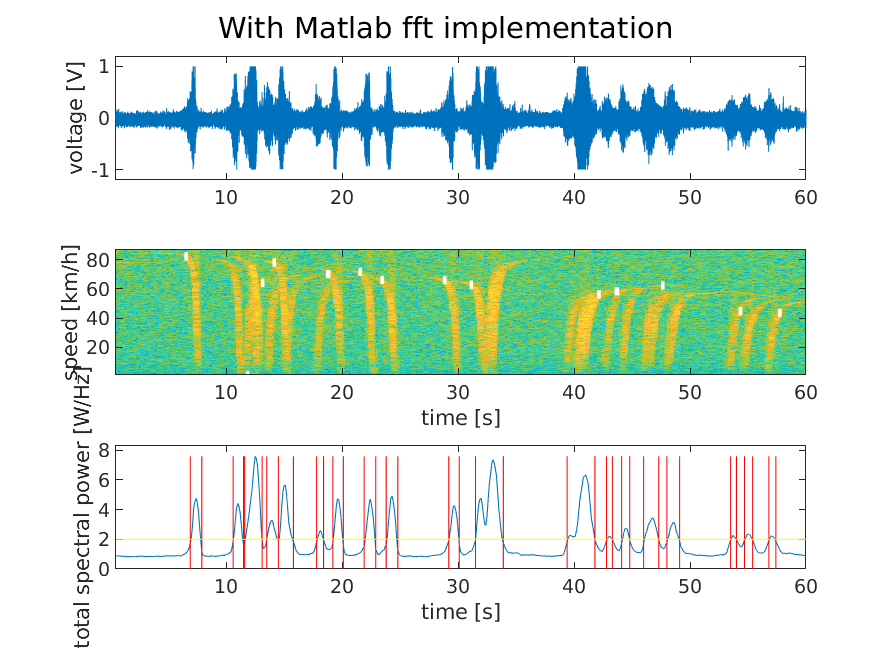 With Matlab fft implementation
voltage [V]
1
0
-1
10 20 30 40 50 60
speed [km/h]
80
60
40
20
10 20 30 40 50 60
time [s]
total spectral power [W/Hz]
8
6
4
2
0
10 20 30 40 50 60
time [s]